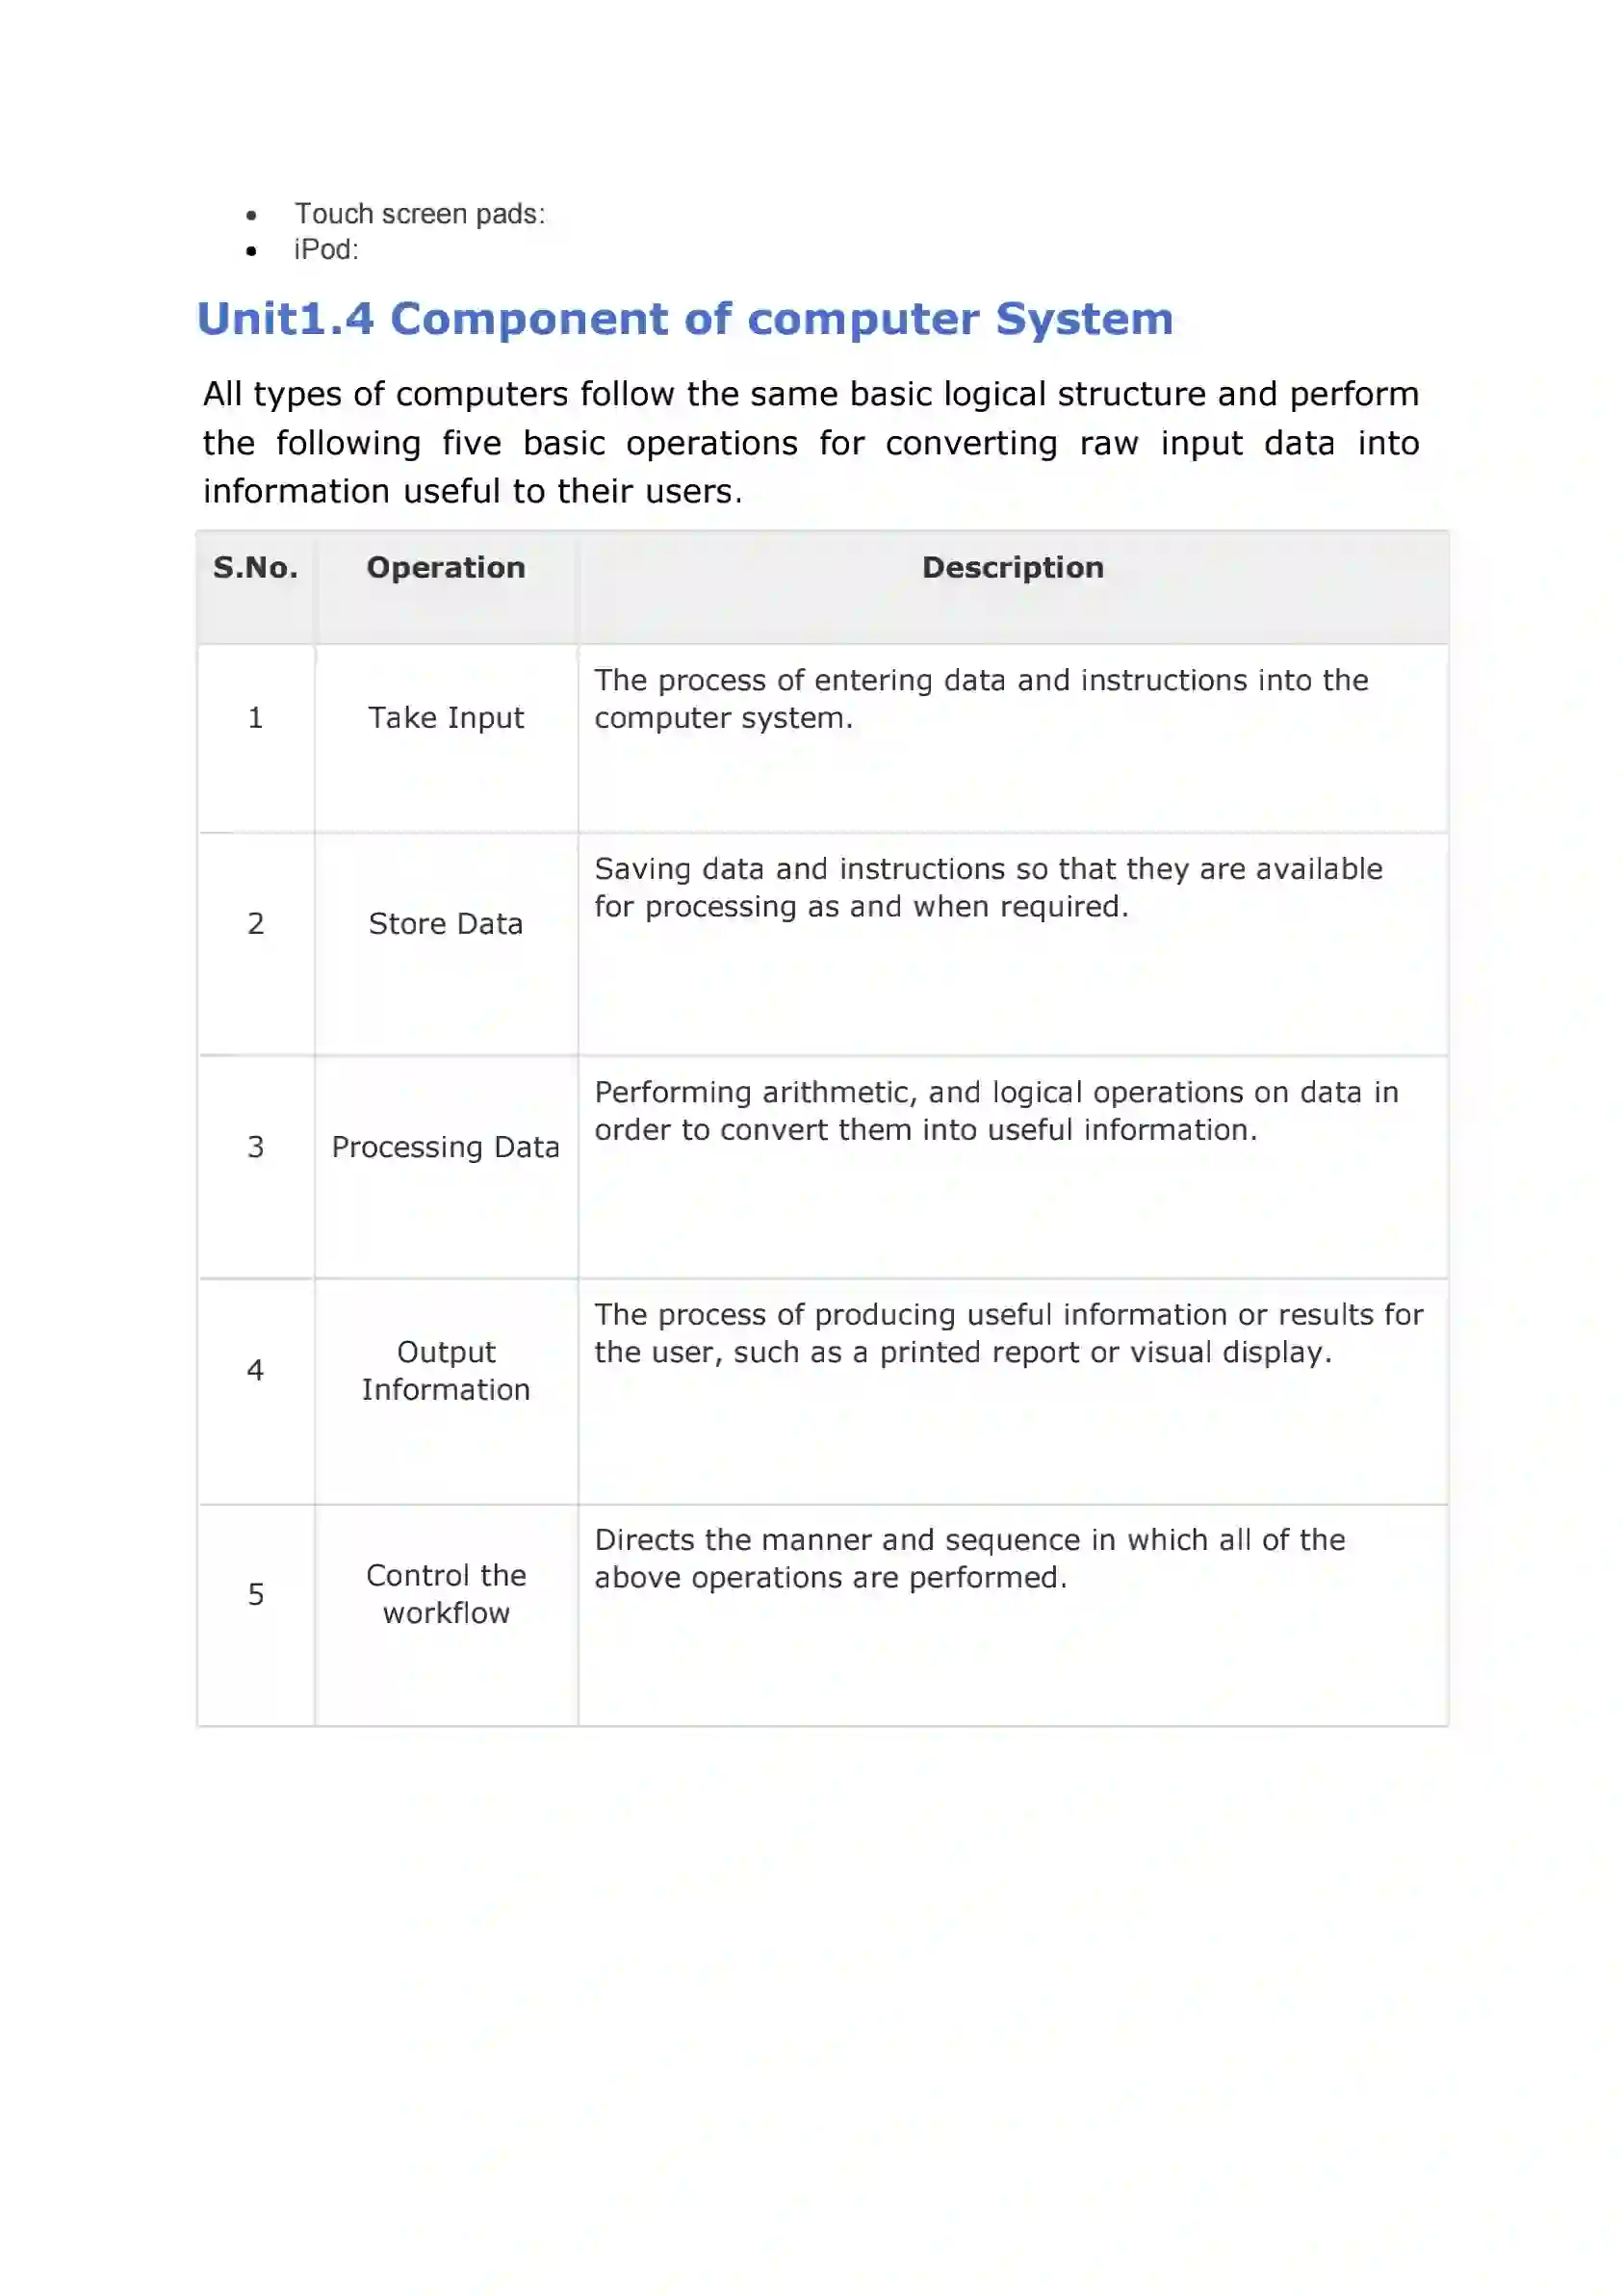 • Touch screen pads:
• iPod:
Unit1.4 Component of computer System
All types of computers follow the same basic logical structure and perform
the following five basic operations for converting raw input data into
information useful to their users.
S.No. Operation Description
1 Take Input The process of entering data and instructions into the
computer system.
2 Store Data Saving data and instructions so that they are available
for processing as and when required.
3 Processing Data Performing arithmetic, and logical operations on data in
order to convert them into useful information.
4 Output
Information
The process of producing useful information or results for
the user, such as a printed report or visual display.
5 Control the
workflow
Directs the manner and sequence in which all of the
above operations are performed.